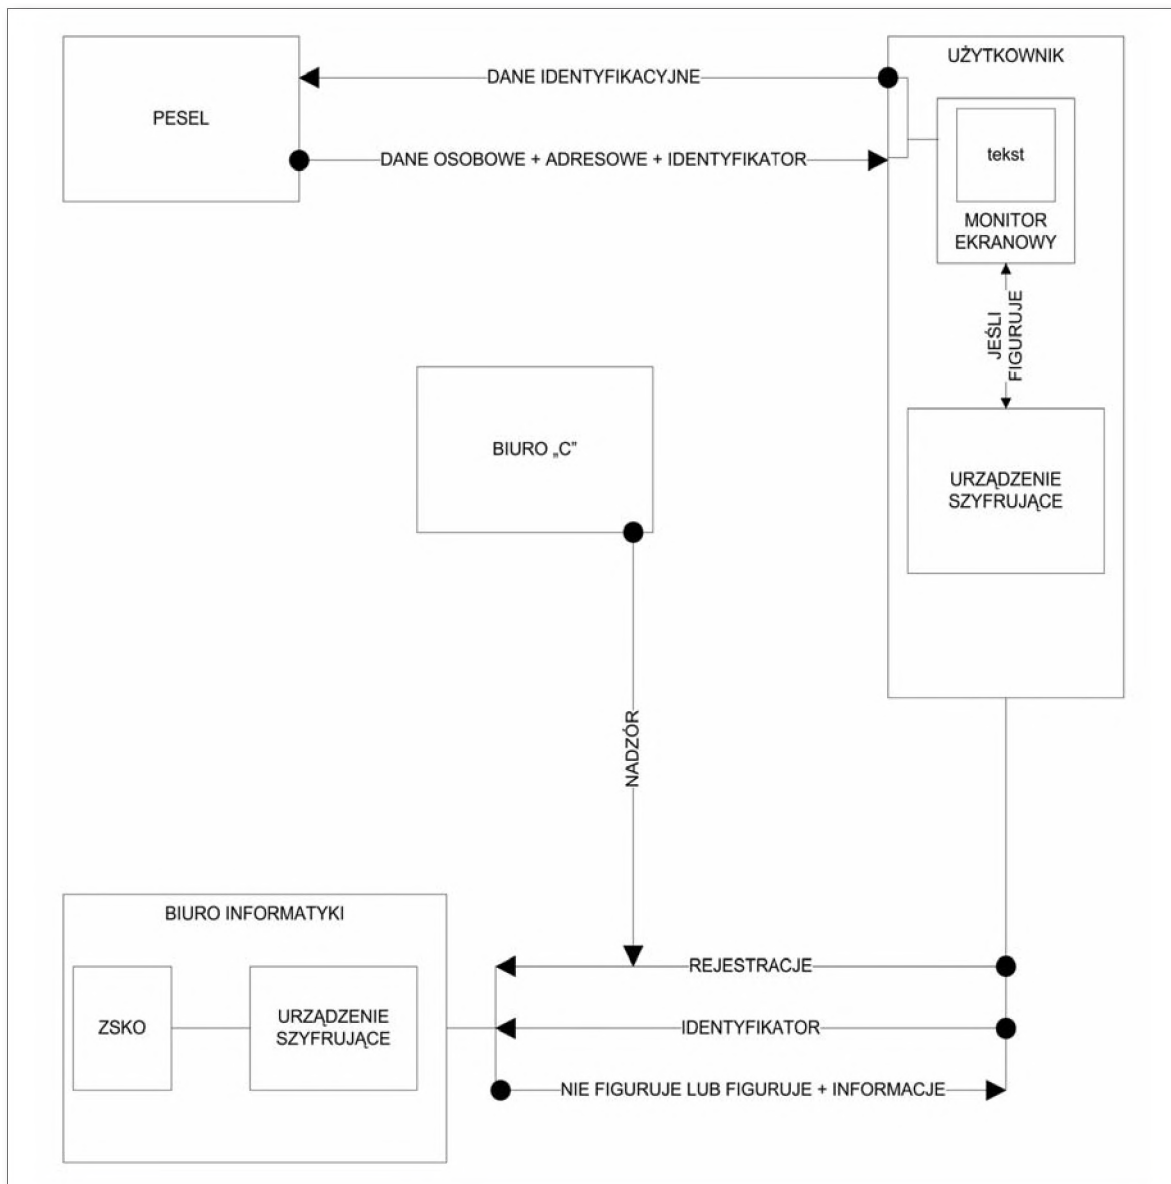 UŻYTKOWNIK
DANE IDENTYFIKACYJNE
PESEL
DANE OSOBOWE + ADRESOWE + IDENTYFIKATOR
tekst
MONITOR
EKRANOWY
JEŚLI
FIGURUJE
BIURO „C”
URZĄDZENIE
SZYFRUJĄCE
NADZÓR
BIURO INFORMATYKI
REJESTRACJE
ZSKO
URZĄDZENIE
SZYFRUJĄCE
IDENTYFIKATOR
NIE FIGURUJE LUB FIGURUJE + INFORMACJE